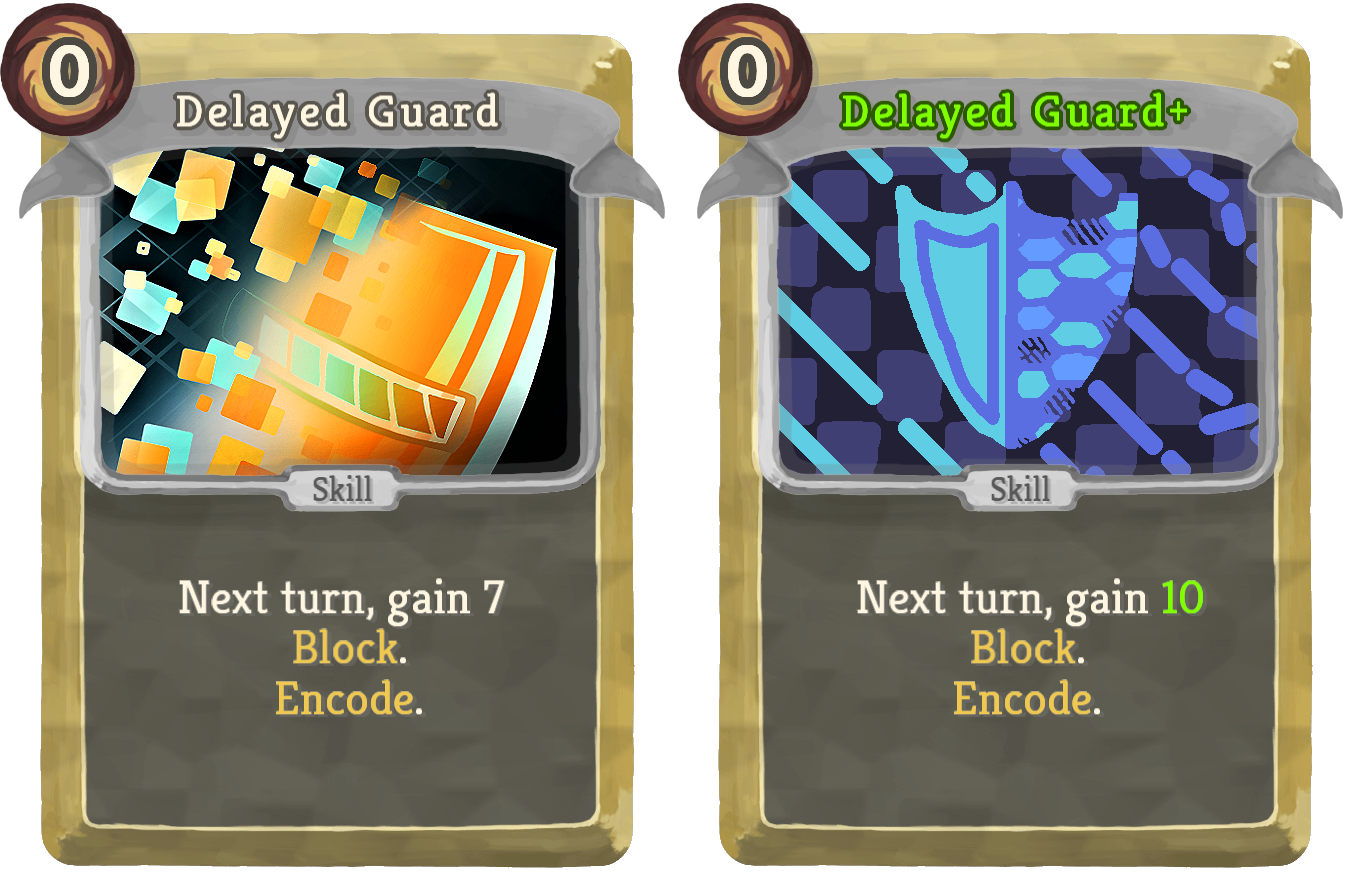 0
Delayed Guard
Skill
Next turn, gain 7
Block.
Encode.
0
Delayed Guard+
Skill
Next turn, gain 10
Block.
Encode.